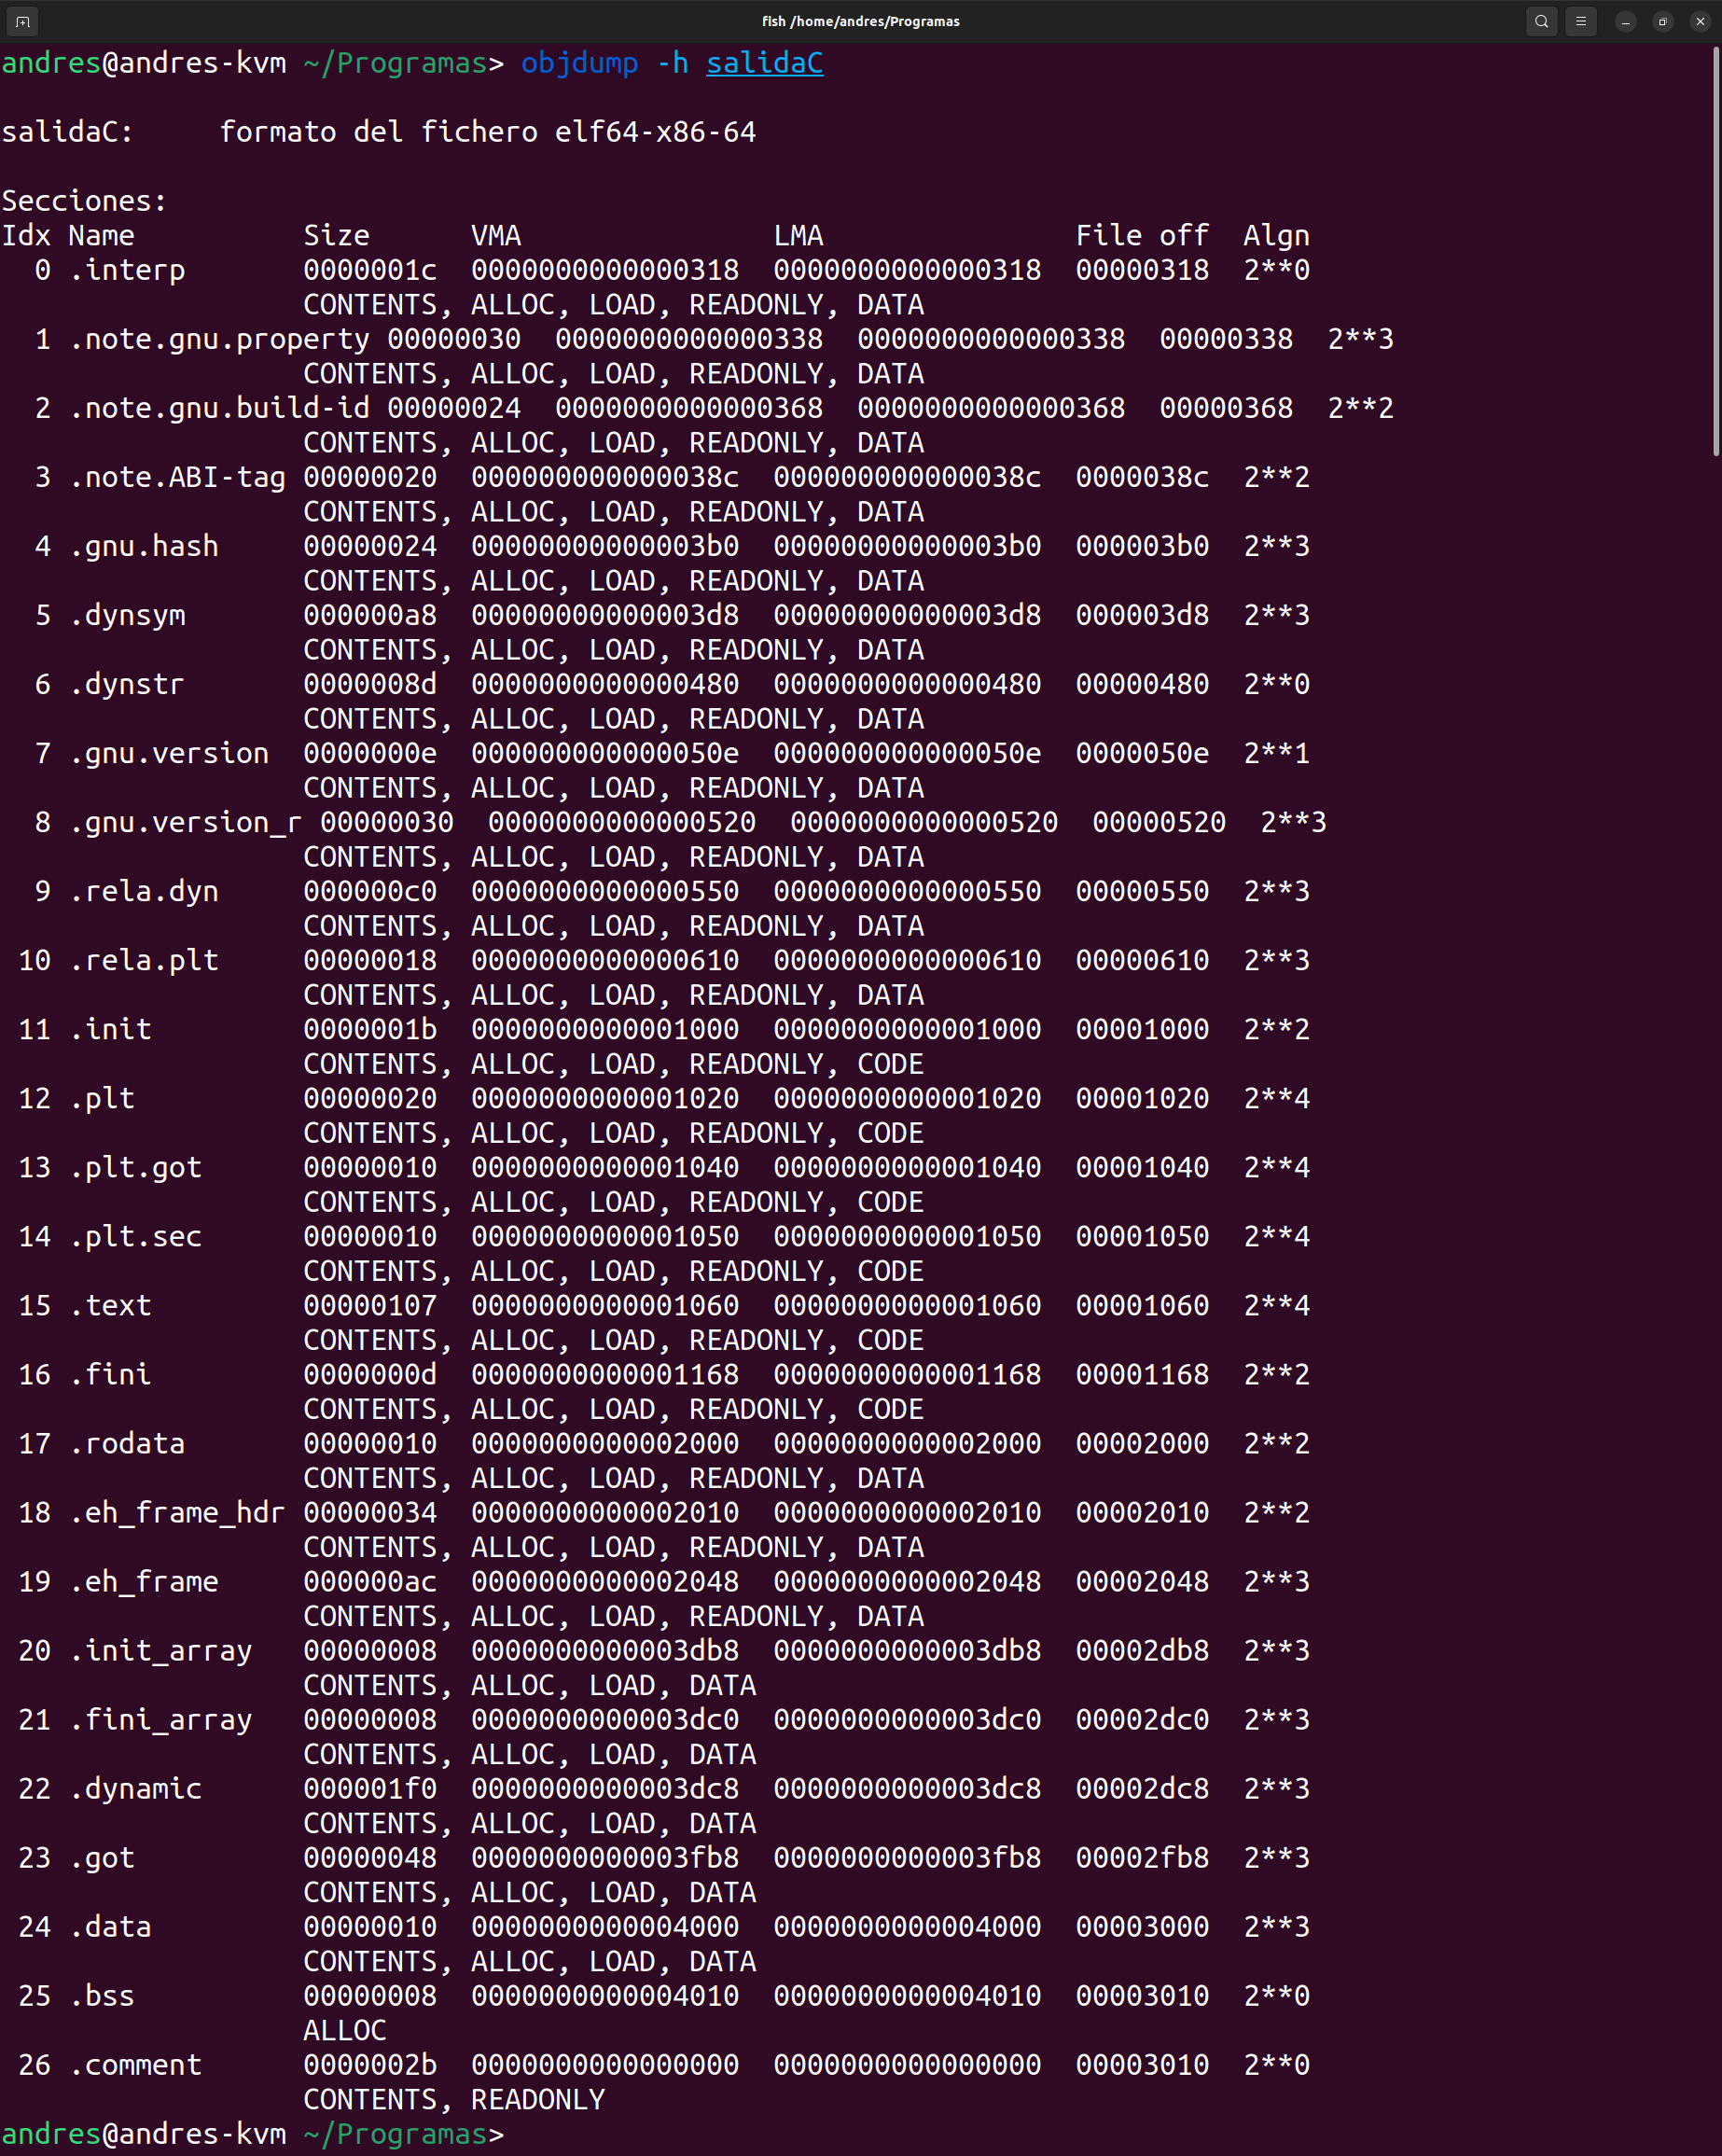 fish /home/andres/Programas
andres@andres-kvm ~/Programas> objdump -h salidaC
salidaC:     formato del fichero elf64-x86-64
Secciones:
Idx Name          Size      VMA               LMA               File off  Algn
  0 .interp       0000001c  0000000000000318  0000000000000318  00000318  2**0
                  CONTENTS, ALLOC, LOAD, READONLY, DATA
  1 .note.gnu.property 00000030  0000000000000338  0000000000000338  00000338  2**3
                  CONTENTS, ALLOC, LOAD, READONLY, DATA
  2 .note.gnu.build-id 00000024  0000000000000368  0000000000000368  00000368  2**2
                  CONTENTS, ALLOC, LOAD, READONLY, DATA
  3 .note.ABI-tag 00000020  000000000000038c  000000000000038c  0000038c  2**2
                  CONTENTS, ALLOC, LOAD, READONLY, DATA
  4 .gnu.hash     00000024  00000000000003b0  00000000000003b0  000003b0  2**3
                  CONTENTS, ALLOC, LOAD, READONLY, DATA
  5 .dynsym       000000a8  00000000000003d8  00000000000003d8  000003d8  2**3
                  CONTENTS, ALLOC, LOAD, READONLY, DATA
  6 .dynstr       0000008d  0000000000000480  0000000000000480  00000480  2**0
                  CONTENTS, ALLOC, LOAD, READONLY, DATA
  7 .gnu.version  0000000e  000000000000050e  000000000000050e  0000050e  2**1
                  CONTENTS, ALLOC, LOAD, READONLY, DATA
  8 .gnu.version_r 00000030  0000000000000520  0000000000000520  00000520  2**3
                  CONTENTS, ALLOC, LOAD, READONLY, DATA
  9 .rela.dyn     000000c0  0000000000000550  0000000000000550  00000550  2**3
                  CONTENTS, ALLOC, LOAD, READONLY, DATA
 10 .rela.plt     00000018  0000000000000610  0000000000000610  00000610  2**3
                  CONTENTS, ALLOC, LOAD, READONLY, DATA
 11 .init         0000001b  0000000000001000  0000000000001000  00001000  2**2
                  CONTENTS, ALLOC, LOAD, READONLY, CODE
 12 .plt          00000020  0000000000001020  0000000000001020  00001020  2**4
                  CONTENTS, ALLOC, LOAD, READONLY, CODE
 13 .plt.got      00000010  0000000000001040  0000000000001040  00001040  2**4
                  CONTENTS, ALLOC, LOAD, READONLY, CODE
 14 .plt.sec      00000010  0000000000001050  0000000000001050  00001050  2**4
                  CONTENTS, ALLOC, LOAD, READONLY, CODE
 15 .text         00000107  0000000000001060  0000000000001060  00001060  2**4
                  CONTENTS, ALLOC, LOAD, READONLY, CODE
 16 .fini         0000000d  0000000000001168  0000000000001168  00001168  2**2
                  CONTENTS, ALLOC, LOAD, READONLY, CODE
 17 .rodata       00000010  0000000000002000  0000000000002000  00002000  2**2
                  CONTENTS, ALLOC, LOAD, READONLY, DATA
 18 .eh_frame_hdr 00000034  0000000000002010  0000000000002010  00002010  2**2
                  CONTENTS, ALLOC, LOAD, READONLY, DATA
 19 .eh_frame     000000ac  0000000000002048  0000000000002048  00002048  2**3
                  CONTENTS, ALLOC, LOAD, READONLY, DATA
 20 .init_array   00000008  0000000000003db8  0000000000003db8  00002db8  2**3
                  CONTENTS, ALLOC, LOAD, DATA
 21 .fini_array   00000008  0000000000003dc0  0000000000003dc0  00002dc0  2**3
                  CONTENTS, ALLOC, LOAD, DATA
 22 .dynamic      000001f0  0000000000003dc8  0000000000003dc8  00002dc8  2**3
                  CONTENTS, ALLOC, LOAD, DATA
 23 .got          00000048  0000000000003fb8  0000000000003fb8  00002fb8  2**3
                  CONTENTS, ALLOC, LOAD, DATA
 24 .data         00000010  0000000000004000  0000000000004000  00003000  2**3
                  CONTENTS, ALLOC, LOAD, DATA
 25 .bss          00000008  0000000000004010  0000000000004010  00003010  2**0
                  ALLOC
 26 .comment      0000002b  0000000000000000  0000000000000000  00003010  2**0
                  CONTENTS, READONLY
andres@andres-kvm ~/Programas>